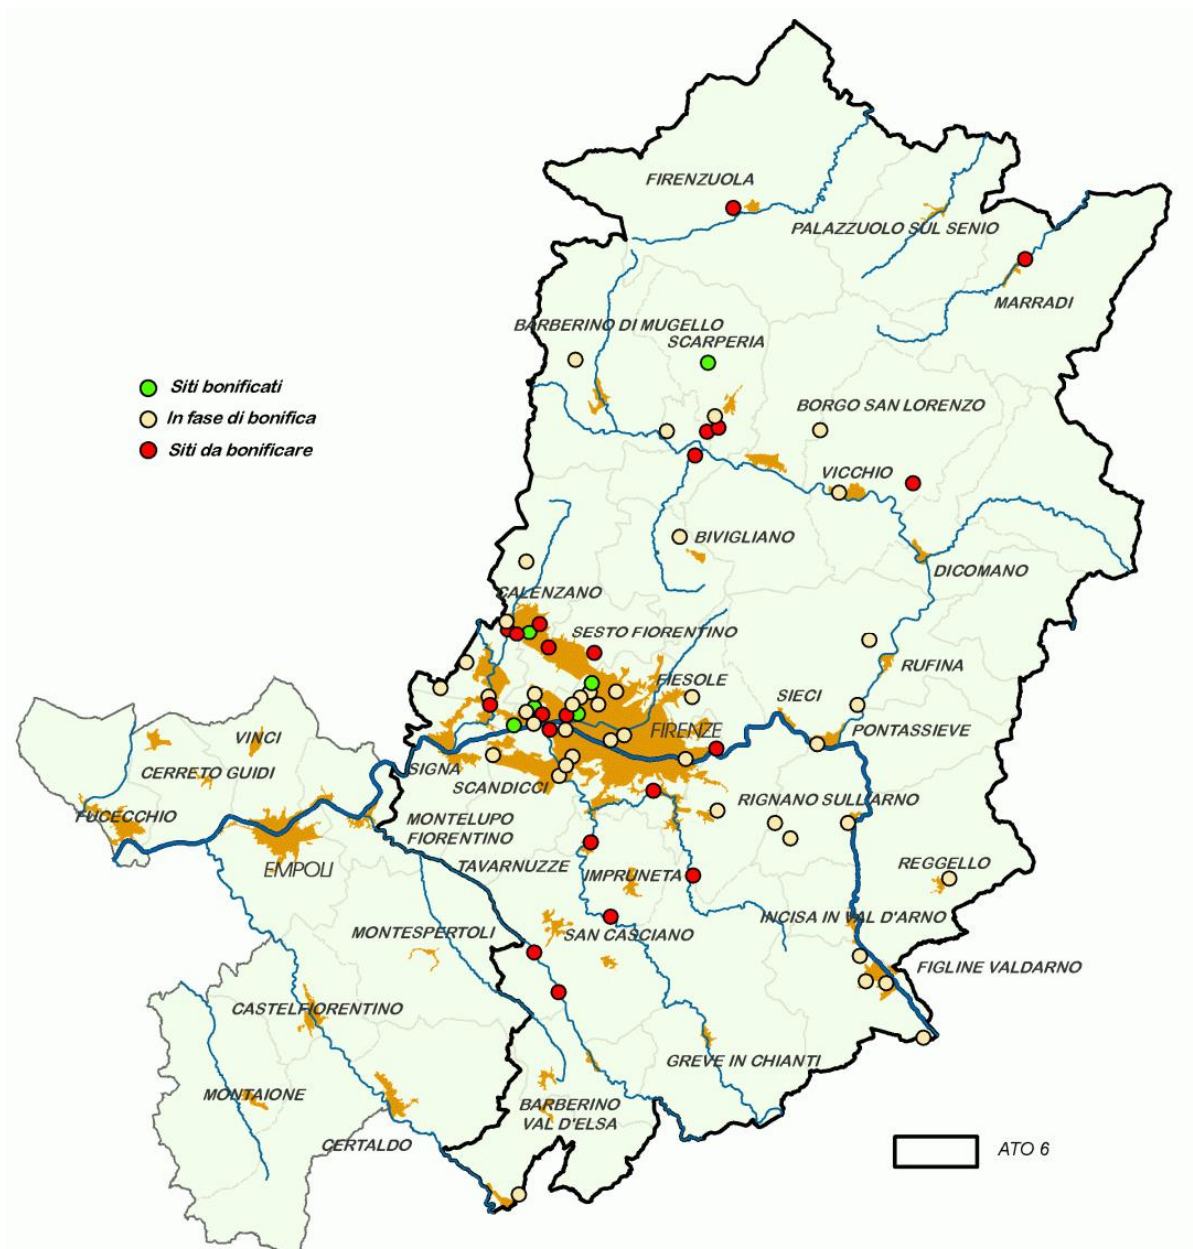 FIRENZUOLA
PALAZZUOLO SUL SENIO
MARRADI
BARBERINO DI MUGELLO
SCARPERIA
Siti bonificati
In fase di bonifica
Siti da bonificare
BORGO SAN LORENZO
VICCHIO
BIVIGLIANO
DICOMANO
CALENZANO
SESTO FIORENTINO
RUFINA
FIESOLE
SIECI
FIRENZE
PONTASSIEVE
VINCI
CERRETO GUIDI
SIGNA
SCANDICCI
RIGNANO SULL'ARNO
FUCECCHIO
MONTELUPO
FIORENTINO
EMPOLI
TAVARNUZZE
IMPRUNETA
REGGELLO
INCISA IN VAL D'ARNO
MONTESPERTOLI
SAN CASCIANO
FIGLINE VALDARNO
CASTELFIORENTINO
GREVE IN CHIANTI
MONTAIONE
BARBERINO
VAL D'ELSA
CERTALDO
ATO 6